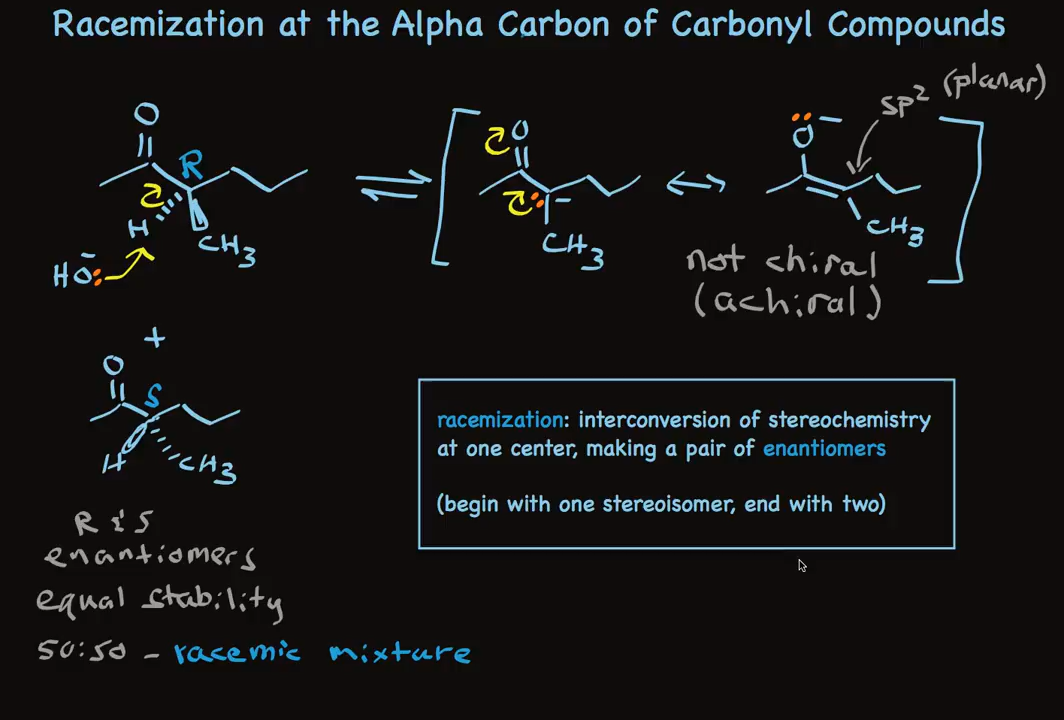 Racemization at the Alpha Carbon of Carbonyl Compounds
sp² (planar)
O
R
H
CH₃
HO:⁻
O
CH₃
O⁻
CH₃
not chiral
(achiral)
+
O
S
H
CH₃
R & S
enantiomers
equal stability
50:50 - racemic mixture
racemization: interconversion of stereochemistry
at one center, making a pair of enantiomers
(begin with one stereoisomer, end with two)